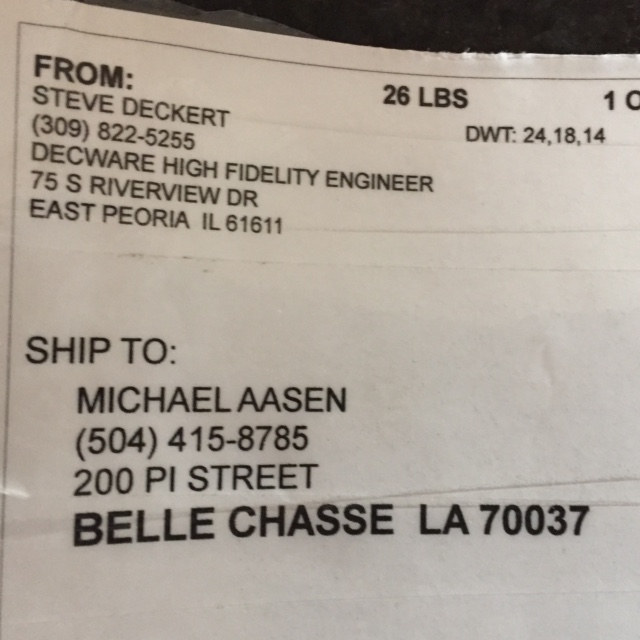 FROM:
STEVE DECKERT
(309) 822-5255
DECWARE HIGH FIDELITY ENGINEER
75 S RIVERVIEW DR
EAST PEORIA IL 61611
26 LBS
1 O
DWT: 24,18,14
SHIP TO:
MICHAEL AASEN
(504) 415-8785
200 PI STREET
BELLE CHASSE LA 70037